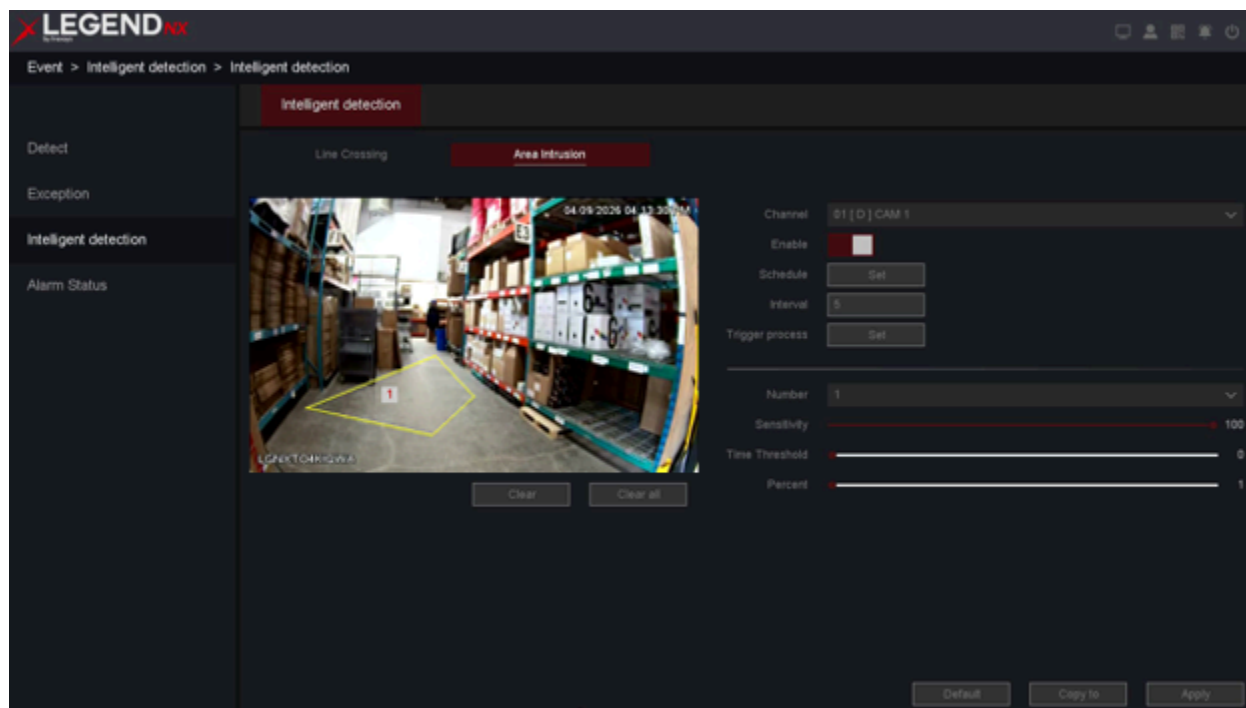 LEGEND NX
Event > Intelligent detection > Intelligent detection
Intelligent detection
Detect
Exception
Intelligent detection
Alarm Status
Line Crossing
Area Intrusion
E3
1
Channel 01 [ D ] CAM 1
Enable
Schedule Set
Interval 5
Trigger process Set
Number 1
Sensitivity 100
Time Threshold 0
Percent 1
Clear
Clear all
Default
Copy to
Apply